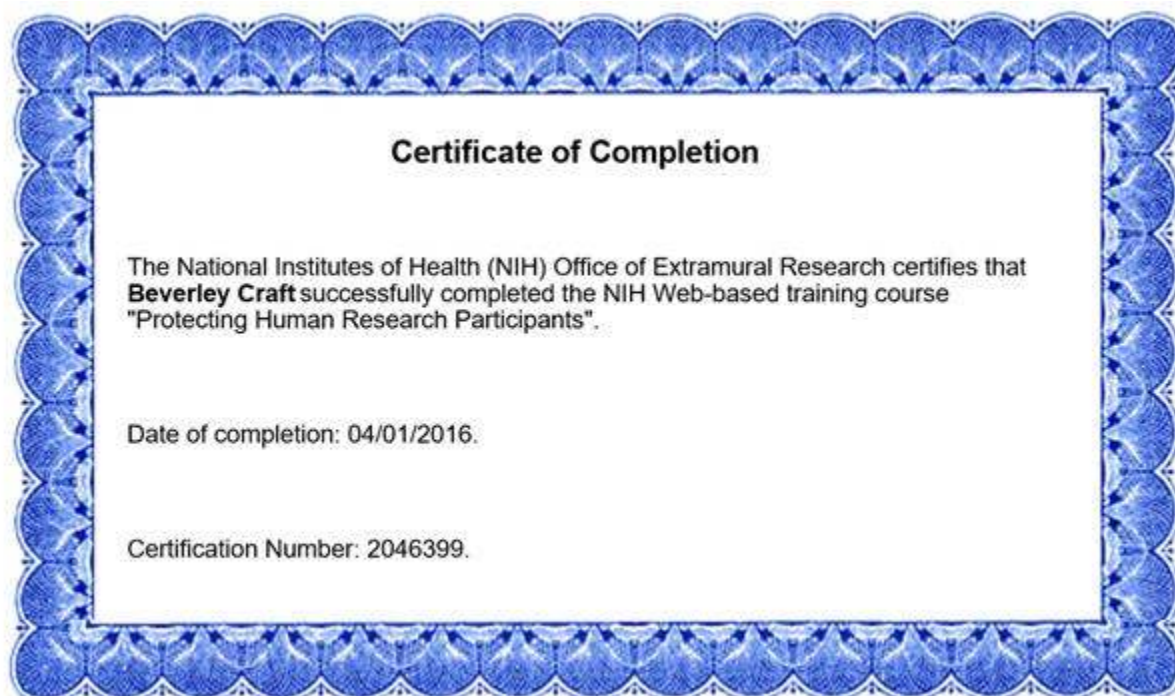 Certificate of Completion
The National Institutes of Health (NIH) Office of Extramural Research certifies that
Beverley Craft successfully completed the NIH Web-based training course
"Protecting Human Research Participants".
Date of completion: 04/01/2016.
Certification Number: 2046399.